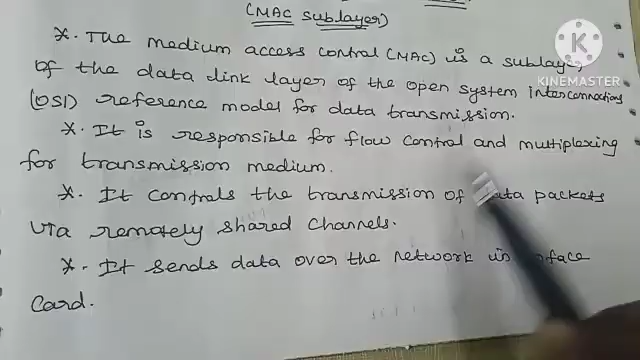 (MAC sublayer)
*. The medium access control (MAC) is a sublayer
of the data link layer of the open system interconnections
(OSI) reference model for data transmission.
*. It is responsible for flow control and multiplexing
for transmission medium.
*. It controls the transmission of data packets
via remotely shared channels.
*. It sends data over the network
card.
KINEMASTER